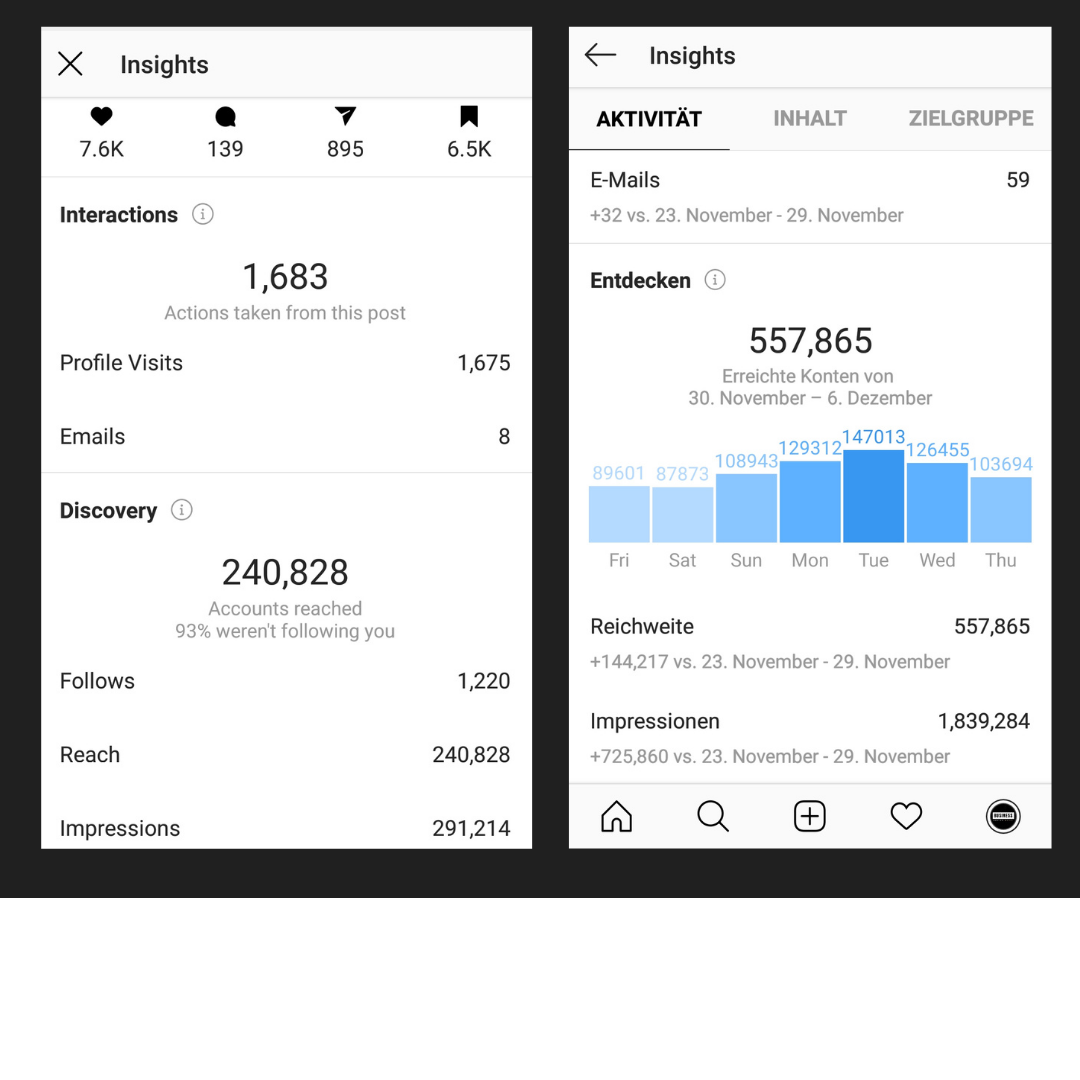 Insights
7.6K 139 895 6.5K
Interactions
1,683
Actions taken from this post
Profile Visits 1,675
Emails 8
Discovery
240,828
Accounts reached
93% weren't following you
Follows 1,220
Reach 240,828
Impressions 291,214
Insights
AKTIVITÄT INHALT ZIELGRUPPE
E-Mails 59
+32 vs. 23. November - 29. November
Entdecken
557,865
Erreichte Konten von
30. November – 6. Dezember
89601 87873 108943 129312 147013 126455 103694
Fri Sat Sun Mon Tue Wed Thu
Reichweite 557,865
+144,217 vs. 23. November - 29. November
Impressionen 1,839,284
+725,860 vs. 23. November - 29. November
BUSINESS